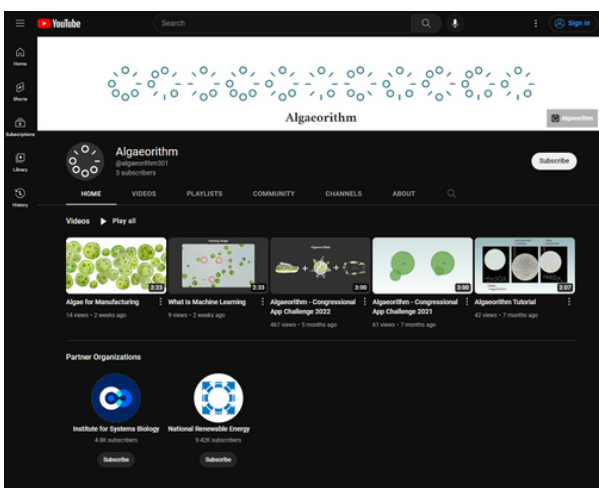 YouTube
Search
Sign in
Home
Shorts
Subscriptions
Library
History
Algaeorithm
Algaeorithm
Algaeorithm
@algaeorithm301
3 subscribers
Subscribe
HOME VIDEOS PLAYLISTS COMMUNITY CHANNELS ABOUT
Videos Play all
2:23
2:33
Algaeorithm
3:00
3:00
2:07
Algae for Manufacturing
14 views • 2 weeks ago
What Is Machine Learning
9 views • 2 weeks ago
Algaeorithm - Congressional
App Challenge 2022
467 views • 5 months ago
Algaeorithm - Congressional
App Challenge 2021
61 views • 7 months ago
Algaeorithm Tutorial
42 views • 7 months ago
Partner Organizations
Institute for Systems Biology
4.8K subscribers
Subscribe
National Renewable Energy
9.42K subscribers
Subscribe